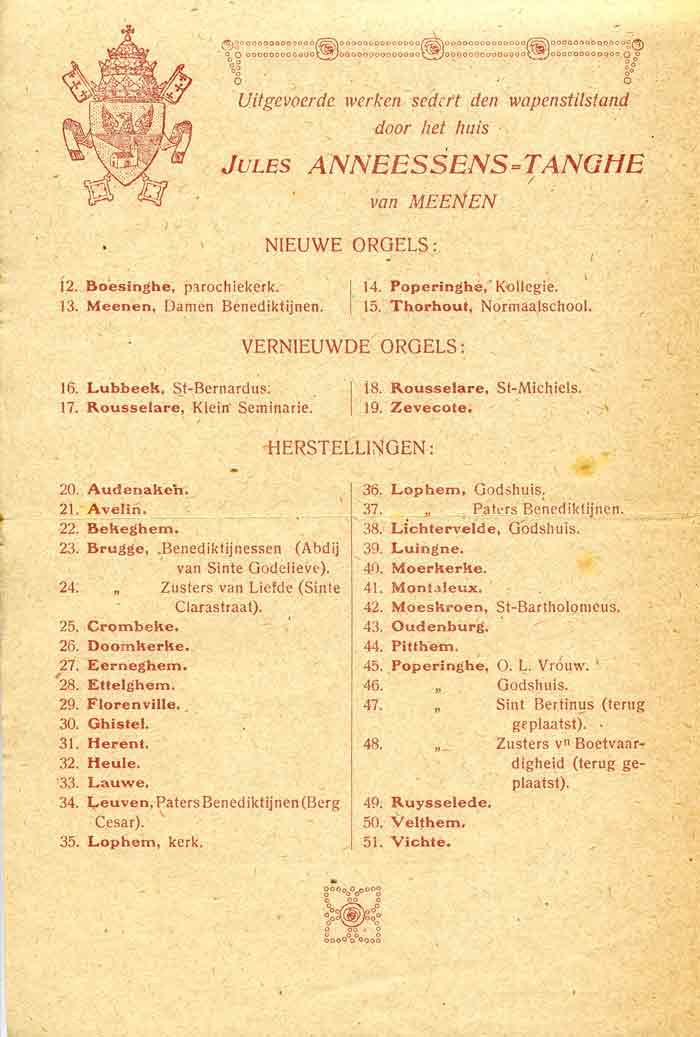 Uitgevoerde werken sedert den wapenstilstand
door het huis
JULES ANNEESSENS=TANGHE
van MEENEN
NIEUWE ORGELS:
12. Boesinghe, parochiekerk.
13. Meenen, Damen Benediktijnen.
14. Poperinghe, Kollegie.
15. Thorhout, Normaalschool.
VERNIEUWDE ORGELS:
16. Lubbeek, St-Bernardus.
17. Rousselare, Klein Seminarie.
18. Rousselare, St-Michiels.
19. Zevecote.
HERSTELLINGEN:
20. Audenaken.
21. Avelin.
22. Bekeghem.
23. Brugge, Benediktijnessen (Abdij
van Sinte Godelieve).
24. „ Zusters van Liefde (Sinte
Clarastraat).
25. Crombeke.
26. Doomkerke.
27. Eerneghem.
28. Ettelghem.
29. Florenville.
30. Ghistel.
31. Herent.
32. Heule.
33. Lauwe.
34. Leuven, Paters Benediktijnen (Berg
Cesar).
35. Lophem, kerk.
36. Lophem, Godshuis.
37. „ Paters Benediktijnen.
38. Lichtervelde, Godshuis.
39. Luingne.
40. Moerkerke.
41. Montaleux.
42. Moeskroen, St-Bartholomeus.
43. Oudenburg.
44. Pitthem.
45. Poperinghe, O. L. Vrouw.
46. „ Godshuis.
47. „ Sint Bertinus (terug
geplaatst).
48. „ Zusters vn Boetvaar-
digheid (terug ge-
plaatst).
49. Ruysselede.
50. Velthem.
51. Vichte.